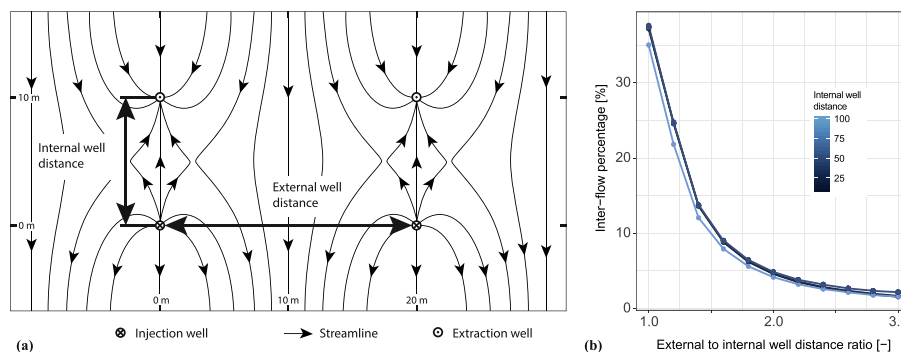 10 m
Internal well
distance
External well
distance
0 m
0 m
10 m
20 m
Injection well
Streamline
Extraction well
(a)
Inter-flow percentage [%]
30
20
10
0
Internal well
distance
100
75
50
25
1.0
2.0
External to internal well distance ratio [-]
(b)